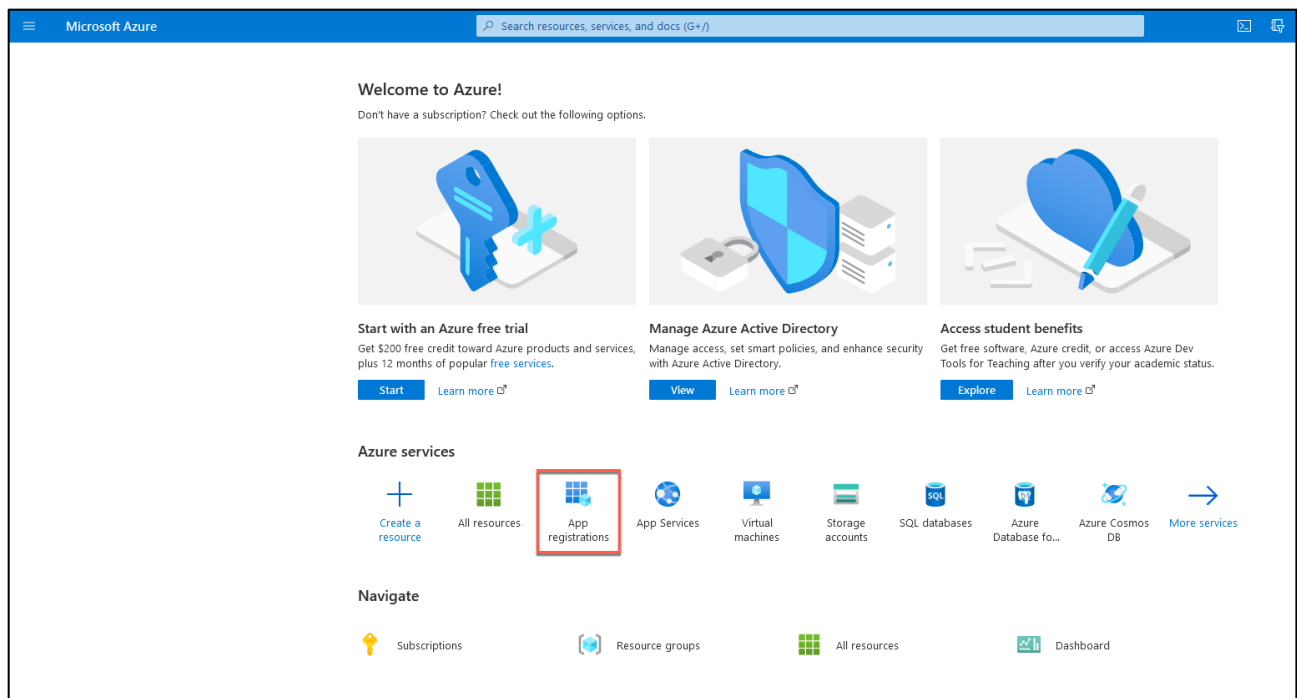 Microsoft Azure
Search resources, services, and docs (G+/)
Welcome to Azure!
Don't have a subscription? Check out the following options.
Start with an Azure free trial
Get $200 free credit toward Azure products and services,
plus 12 months of popular free services.
Start
Learn more
Manage Azure Active Directory
Manage access, set smart policies, and enhance security
with Azure Active Directory.
View
Learn more
Access student benefits
Get free software, Azure credit, or access Azure Dev
Tools for Teaching after you verify your academic status.
Explore
Learn more
Azure services
Create a
resource
All resources
App
registrations
App Services
Virtual
machines
Storage
accounts
SQL
SQL databases
Azure
Database fo...
Azure Cosmos
DB
More services
Navigate
Subscriptions
Resource groups
All resources
Dashboard